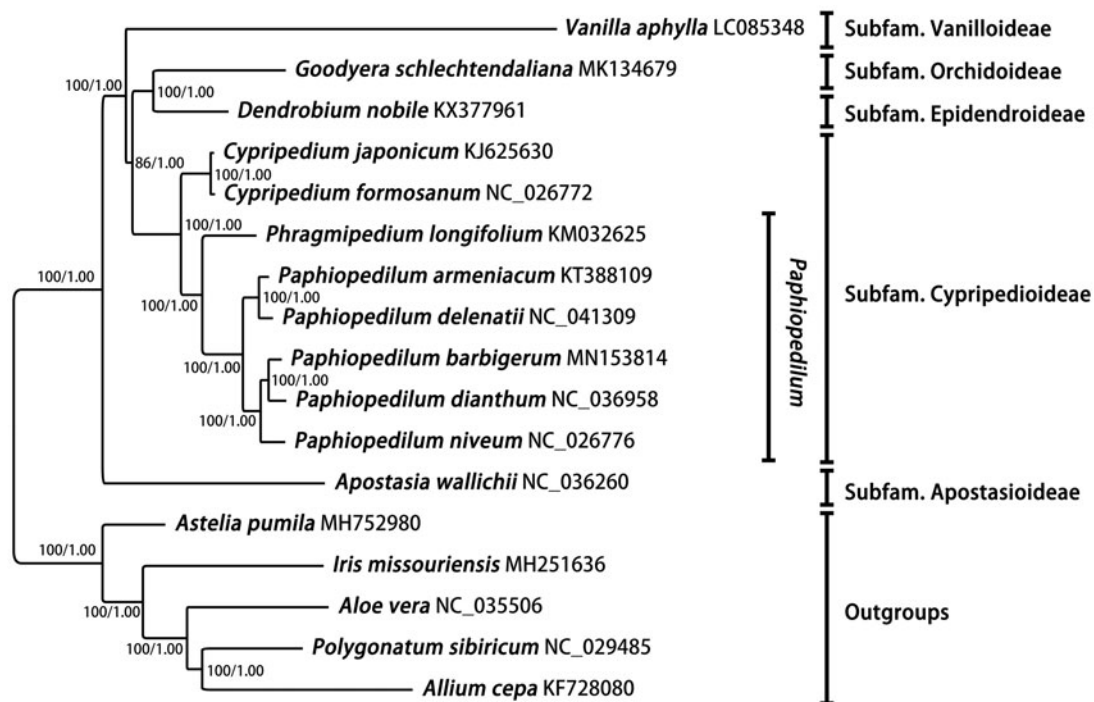 Vanilla aphylla LC085348
Subfam. Vanilloideae
Goodyera schlechtendaliana MK134679
Subfam. Orchidoideae
100/1.00
100/1.00
Dendrobium nobile KX377961
Subfam. Epidendroideae
Cypripedium japonicum KJ625630
86/1.00
100/1.00
Cypripedium formosanum NC_026772
100/1.00
Phragmipedium longifolium KM032625
Paphiopedilum armeniacum KT388109
100/1.00
100/1.00
100/1.00
Paphiopedilum delenatii NC_041309
Subfam. Cypripedioideae
Paphiopedilum
Paphiopedilum barbigerum MN153814
100/1.00
100/1.00
Paphiopedilum dianthum NC_036958
100/1.00
Paphiopedilum niveum NC_026776
Apostasia wallichii NC_036260
Subfam. Apostasioideae
Astelia pumila MH752980
100/1.00
Iris missouriensis MH251636
100/1.00
Aloe vera NC_035506
Outgroups
100/1.00
Polygonatum sibiricum NC_029485
100/1.00
Allium cepa KF728080